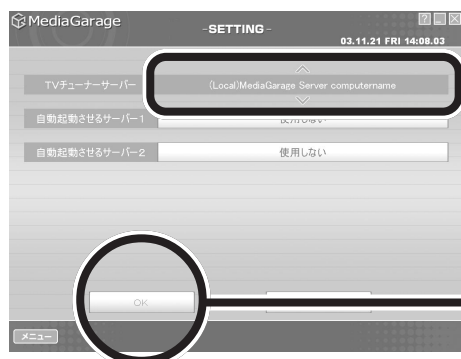 MediaGarage
-SETTING-
03.11.21 FRI 14:08.03
TVチューナーサーバー
(Local)MediaGarage Server computername
自動起動させるサーバー1
使用しない
自動起動させるサーバー2
使用しない
OK
メニュー